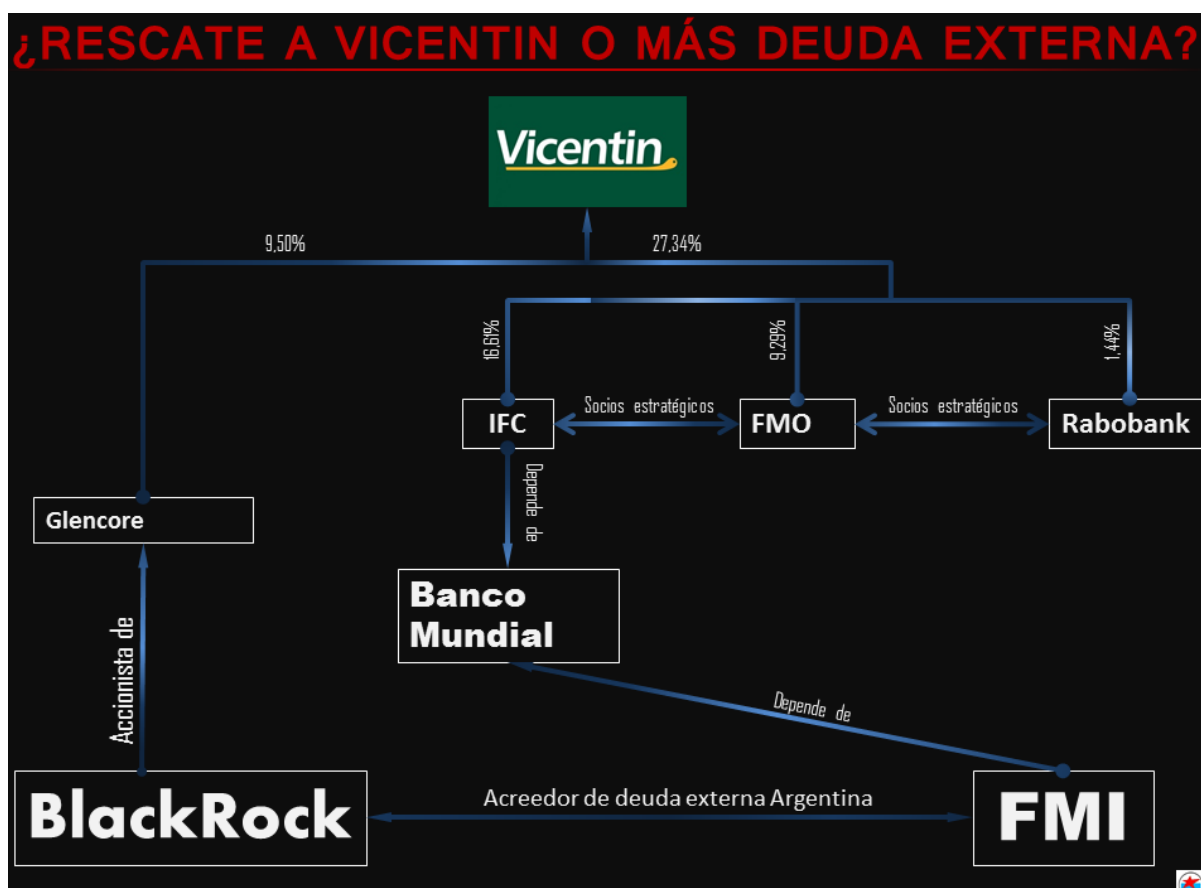 ¿RESCATE A VICENTIN O MÁS DEUDA EXTERNA?
Vicentin
9,50%
27,34%
16,61%
9,29%
1,44%
IFC
Socios estratégicos
FMO
Socios estratégicos
Rabobank
Depende de
Glencore
Banco
Mundial
Accionista de
Depende de
BlackRock
Acreedor de deuda externa Argentina
FMI